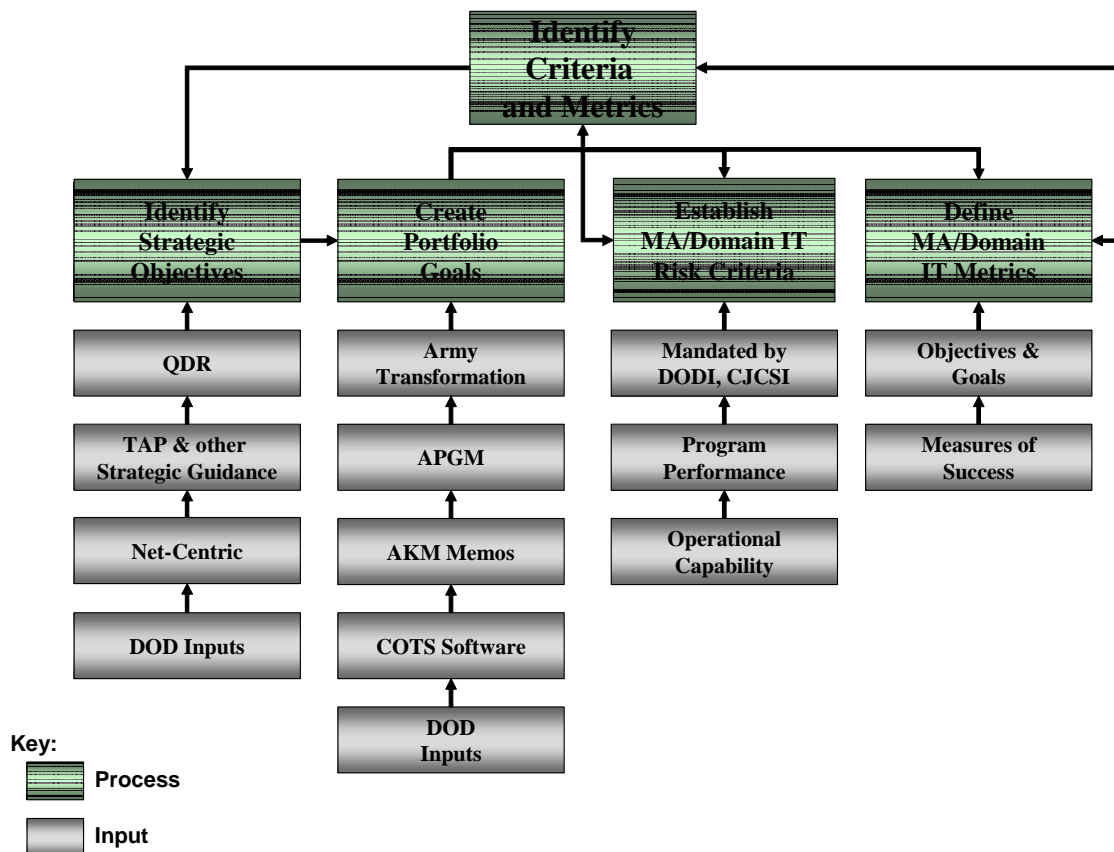 Identify
Criteria
and Metrics
Identify
Strategic
Objectives
Create
Portfolio
Goals
Establish
MA/Domain IT
Risk Criteria
Define
MA/Domain
IT Metrics
QDR
Army
Transformation
Mandated by
DODI, CJCSI
Objectives &
Goals
TAP & other
Strategic Guidance
APGM
Program
Performance
Measures of
Success
Net-Centric
AKM Memos
Operational
Capability
DOD Inputs
COTS Software
DOD
Inputs
Key:
Process
Input